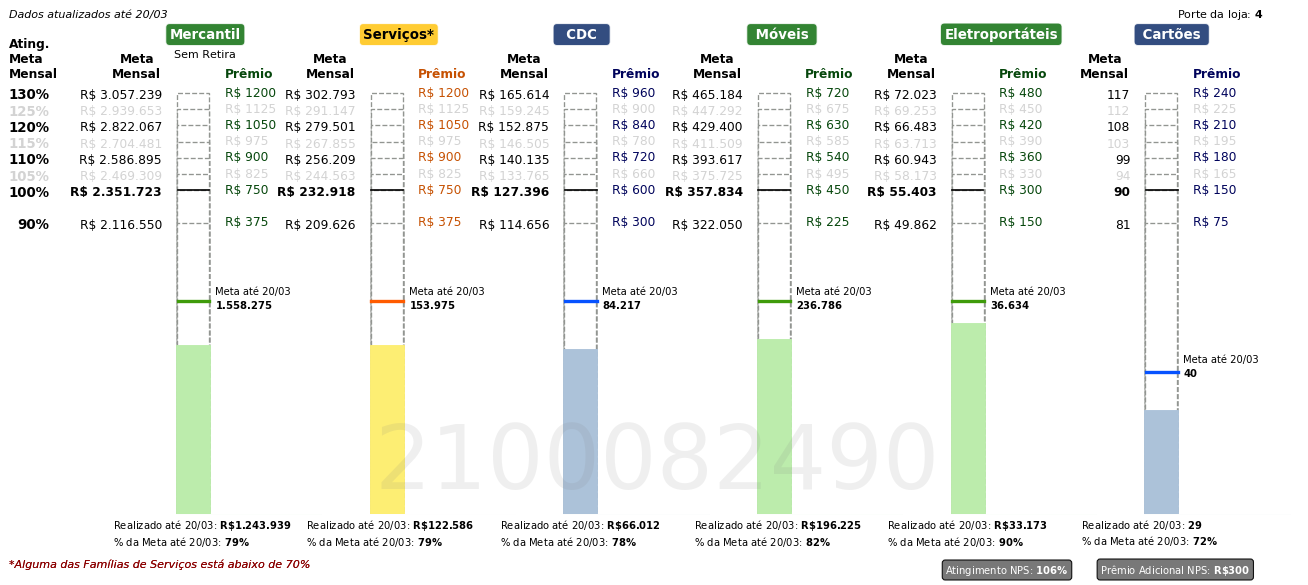 Dados atualizados até 20/03 Porte da loja: 4
Mercantil Serviços* CDC Móveis Eletroportáteis Cartões
Sem Retira
Ating. Meta Mensal Meta Mensal Prêmio Meta Mensal Prêmio Meta Mensal Prêmio Meta Mensal Prêmio Meta Mensal Prêmio Meta Mensal Prêmio
130% R$ 3.057.239 R$ 1200 R$ 302.793 R$ 1200 R$ 165.614 R$ 960 R$ 465.184 R$ 720 R$ 72.023 R$ 480 117 R$ 240
125% R$ 2.939.653 R$ 1125 R$ 291.147 R$ 1125 R$ 159.245 R$ 900 R$ 447.292 R$ 675 R$ 69.253 R$ 450 112 R$ 225
120% R$ 2.822.067 R$ 1050 R$ 279.501 R$ 1050 R$ 152.875 R$ 840 R$ 429.400 R$ 630 R$ 66.483 R$ 420 108 R$ 210
115% R$ 2.704.481 R$ 975 R$ 267.855 R$ 975 R$ 146.505 R$ 780 R$ 411.509 R$ 585 R$ 63.713 R$ 390 103 R$ 195
110% R$ 2.586.895 R$ 900 R$ 256.209 R$ 900 R$ 140.135 R$ 720 R$ 393.617 R$ 540 R$ 60.943 R$ 360 99 R$ 180
105% R$ 2.469.309 R$ 825 R$ 244.563 R$ 825 R$ 133.765 R$ 660 R$ 375.725 R$ 495 R$ 58.173 R$ 330 94 R$ 165
100% R$ 2.351.723 R$ 750 R$ 232.918 R$ 750 R$ 127.396 R$ 600 R$ 357.834 R$ 450 R$ 55.403 R$ 300 90 R$ 150
90% R$ 2.116.550 R$ 375 R$ 209.626 R$ 375 R$ 114.656 R$ 300 R$ 322.050 R$ 225 R$ 49.862 R$ 150 81 R$ 75
Meta até 20/03 Meta até 20/03 Meta até 20/03 Meta até 20/03 Meta até 20/03
1.558.275 153.975 84.217 236.786 36.634
Meta até 20/03
40
2100082490
Realizado até 20/03: R$1.243.939 Realizado até 20/03: R$122.586 Realizado até 20/03: R$66.012 Realizado até 20/03: R$196.225 Realizado até 20/03: R$33.173 Realizado até 20/03: 29
% da Meta até 20/03: 79% % da Meta até 20/03: 79% % da Meta até 20/03: 78% % da Meta até 20/03: 82% % da Meta até 20/03: 90% % da Meta até 20/03: 72%
*Alguma das Famílias de Serviços está abaixo de 70% Atingimento NPS: 106% Prêmio Adicional NPS: R$300